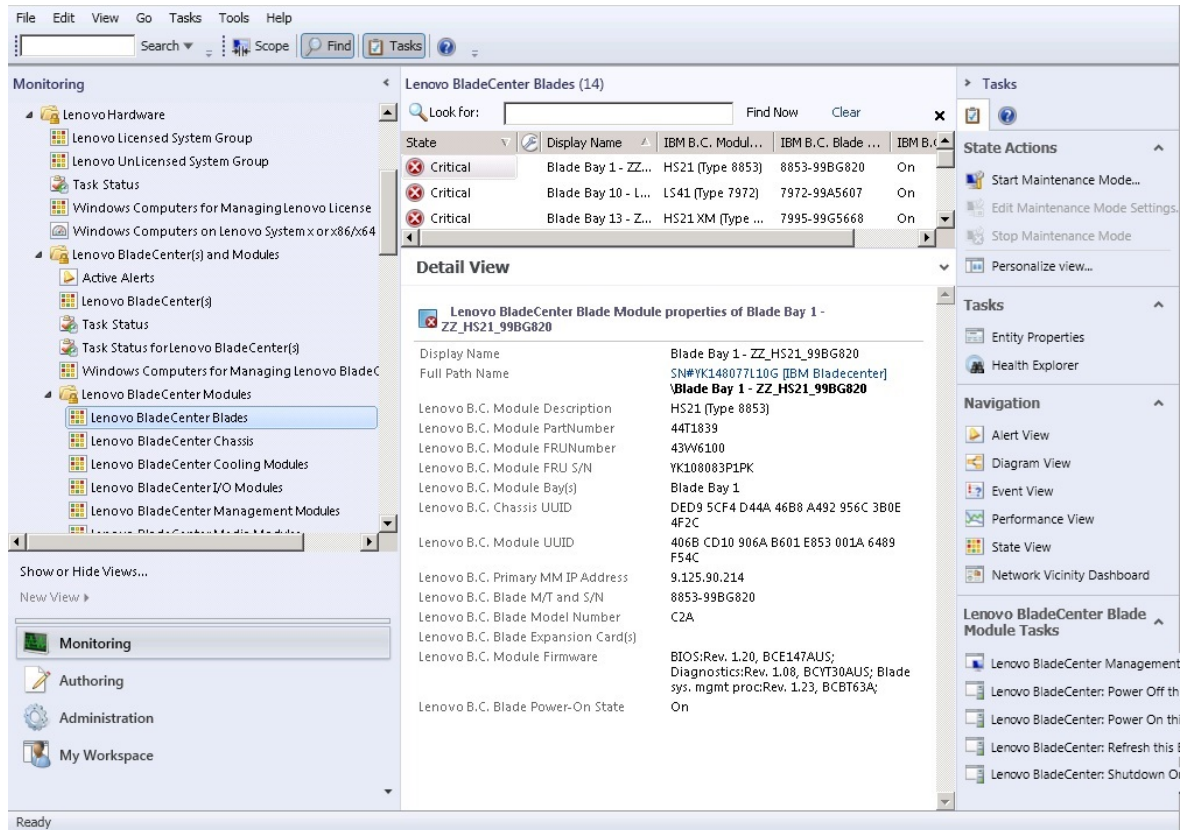 File Edit View Go Tasks Tools Help
Search Scope Find Tasks
Monitoring
Lenovo Hardware
Lenovo Licensed System Group
Lenovo UnLicensed System Group
Task Status
Windows Computers for Managing Lenovo License
Windows Computers on Lenovo System x or x86/x64
Lenovo BladeCenter(s) and Modules
Active Alerts
Lenovo BladeCenter(s)
Task Status
Task Status for Lenovo BladeCenter(s)
Windows Computers for Managing Lenovo BladeC
Lenovo BladeCenter Modules
Lenovo BladeCenter Blades
Lenovo BladeCenter Chassis
Lenovo BladeCenter Cooling Modules
Lenovo BladeCenter I/O Modules
Lenovo BladeCenter Management Modules
Lenovo BladeCenter Media Modules
Show or Hide Views...
New View
Monitoring
Authoring
Administration
My Workspace
Lenovo BladeCenter Blades (14)
Look for: Find Now Clear
State Display Name IBM B.C. Modul... IBM B.C. Blade ... IBM B.(
Critical Blade Bay 1 - ZZ... HS21 (Type 8853) 8853-99BG820 On
Critical Blade Bay 10 - L... LS41 (Type 7972) 7972-99A5607 On
Critical Blade Bay 13 - Z... HS21 XM (Type ... 7995-99G5668 On
Detail View
Lenovo BladeCenter Blade Module properties of Blade Bay 1 -
ZZ_HS21_99BG820
Display Name Blade Bay 1 - ZZ_HS21_99BG820
Full Path Name SN#YK148077L10G [IBM Bladecenter]
\Blade Bay 1 - ZZ_HS21_99BG820
Lenovo B.C. Module Description HS21 (Type 8853)
Lenovo B.C. Module PartNumber 44T1839
Lenovo B.C. Module FRUNumber 43W6100
Lenovo B.C. Module FRU S/N YK108083P1PK
Lenovo B.C. Module Bay(s) Blade Bay 1
Lenovo B.C. Chassis UUID DED9 5CF4 D44A 46B8 A492 956C 3B0E
4F2C
Lenovo B.C. Module UUID 406B CD10 906A B601 E853 001A 6489
F54C
Lenovo B.C. Primary MM IP Address 9.125.90.214
Lenovo B.C. Blade M/T and S/N 8853-99BG820
Lenovo B.C. Blade Model Number C2A
Lenovo B.C. Blade Expansion Card(s)
Lenovo B.C. Module Firmware BIOS:Rev. 1.20, BCE147AUS;
Diagnostics:Rev. 1.08, BCYT30AUS; Blade
sys. mgmt proc:Rev. 1.23, BCBT63A;
Lenovo B.C. Blade Power-On State On
Tasks
State Actions
Start Maintenance Mode...
Edit Maintenance Mode Settings.
Stop Maintenance Mode
Personalize view...
Tasks
Entity Properties
Health Explorer
Navigation
Alert View
Diagram View
Event View
Performance View
State View
Network Vicinity Dashboard
Lenovo BladeCenter Blade
Module Tasks
Lenovo BladeCenter Management
Lenovo BladeCenter: Power Off th
Lenovo BladeCenter: Power On thi
Lenovo BladeCenter: Refresh this
Lenovo BladeCenter: Shutdown O
Ready